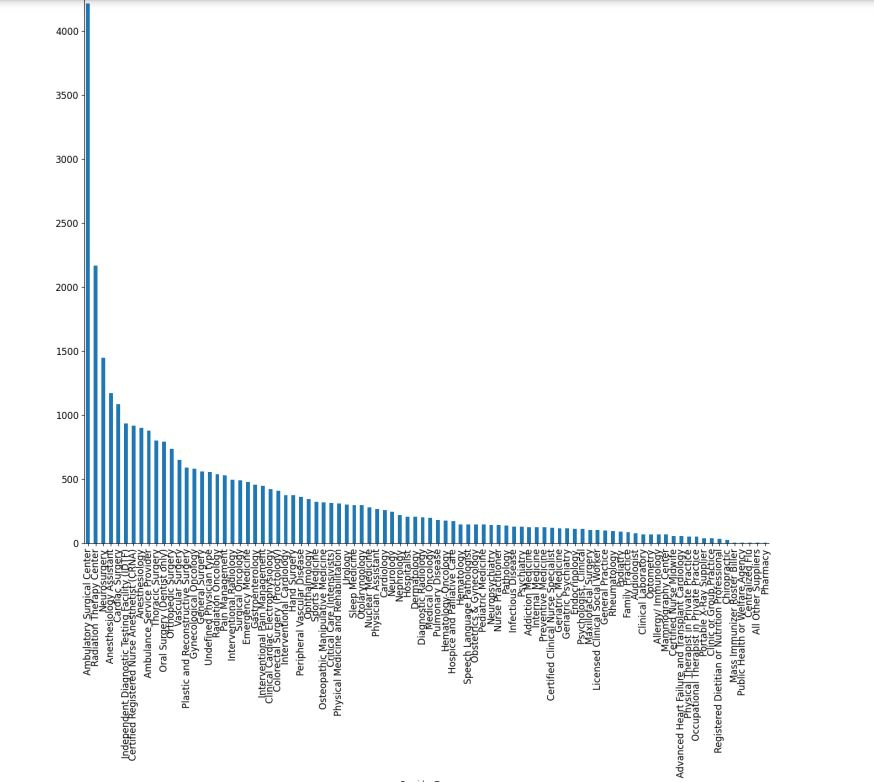 4000
3500
3000
2500
2000
1500
1000
500
0
Ambulatory Surgical Center
Radiation Therapy Center
Neurosurgery
Anesthesiology Assistant
Cardiac Surgery
Independent Diagnostic Testing Facility (IDTF)
Certified Registered Nurse Anesthetist (CRNA)
Anesthesiology
Ambulance Service Provider
Thoracic Surgery
Oral Surgery (Dentist only)
Orthopedic Surgery
Vascular Surgery
Plastic and Reconstructive Surgery
Gynecological Oncology
General Surgery
Undefined Physician type
Radiation Oncology
Pain Management
Interventional Radiology
Surgical Oncology
Emergency Medicine
Gastroenterology
Interventional Pain Management
Clinical Cardiac Electrophysiology
Colorectal Surgery (Proctology)
Interventional Cardiology
Hand Surgery
Peripheral Vascular Disease
Ophthalmology
Sports Medicine
Osteopathic Manipulative Medicine
Critical Care (Intensivists)
Physical Medicine and Rehabilitation
Urology
Sleep Medicine
Otolaryngology
Nuclear Medicine
Physician Assistant
Cardiology
Neurology
Nephrology
Hospitalist
Dermatology
Diagnostic Radiology
Medical Oncology
Pulmonary Disease
Hematology-Oncology
Hospice and Palliative Care
Hematology
Speech Language Pathologist
Obstetrics & Gynecology
Pediatric Medicine
Neuropsychiatry
Nurse Practitioner
Pathology
Infectious Disease
Psychiatry
Addiction Medicine
Internal Medicine
Preventive Medicine
Certified Clinical Nurse Specialist
Geriatric Medicine
Geriatric Psychiatry
Endocrinology
Psychologist, Clinical
Maxillofacial Surgery
Licensed Clinical Social Worker
General Practice
Rheumatology
Podiatry
Family Practice
Audiologist
Clinical Laboratory
Optometry
Allergy/ Immunology
Mammography Center
Certified Nurse Midwife
Advanced Heart Failure and Transplant Cardiology
Physical Therapist in Private Practice
Occupational Therapist in Private Practice
Portable X-Ray Supplier
Clinic or Group Practice
Registered Dietitian or Nutrition Professional
Chiropractic
Mass Immunizer Roster Biller
Public Health or Welfare Agency
Centralized Flu
All Other Suppliers
Pharmacy